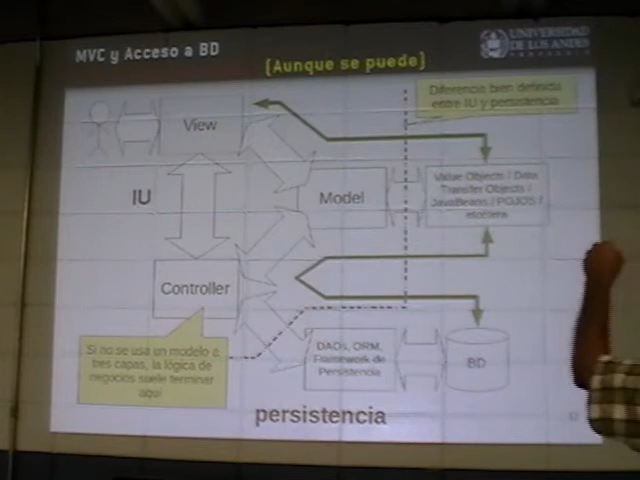 MVC y Acceso a BD
(Aunque se puede)
UNIVERSIDAD
DE LOS ANDES
Diferencia bien definida
entre IU y persistencia
View
IU
Model
Value Objects / Data
Transfer Objects /
JavaBeans / POJOS /
etcétera
Controller
Si no se usa un modelo a
tres capas, la lógica de
negocios suele terminar
aquí
DAOs, ORM,
Framework de
Persistencia
BD
persistencia